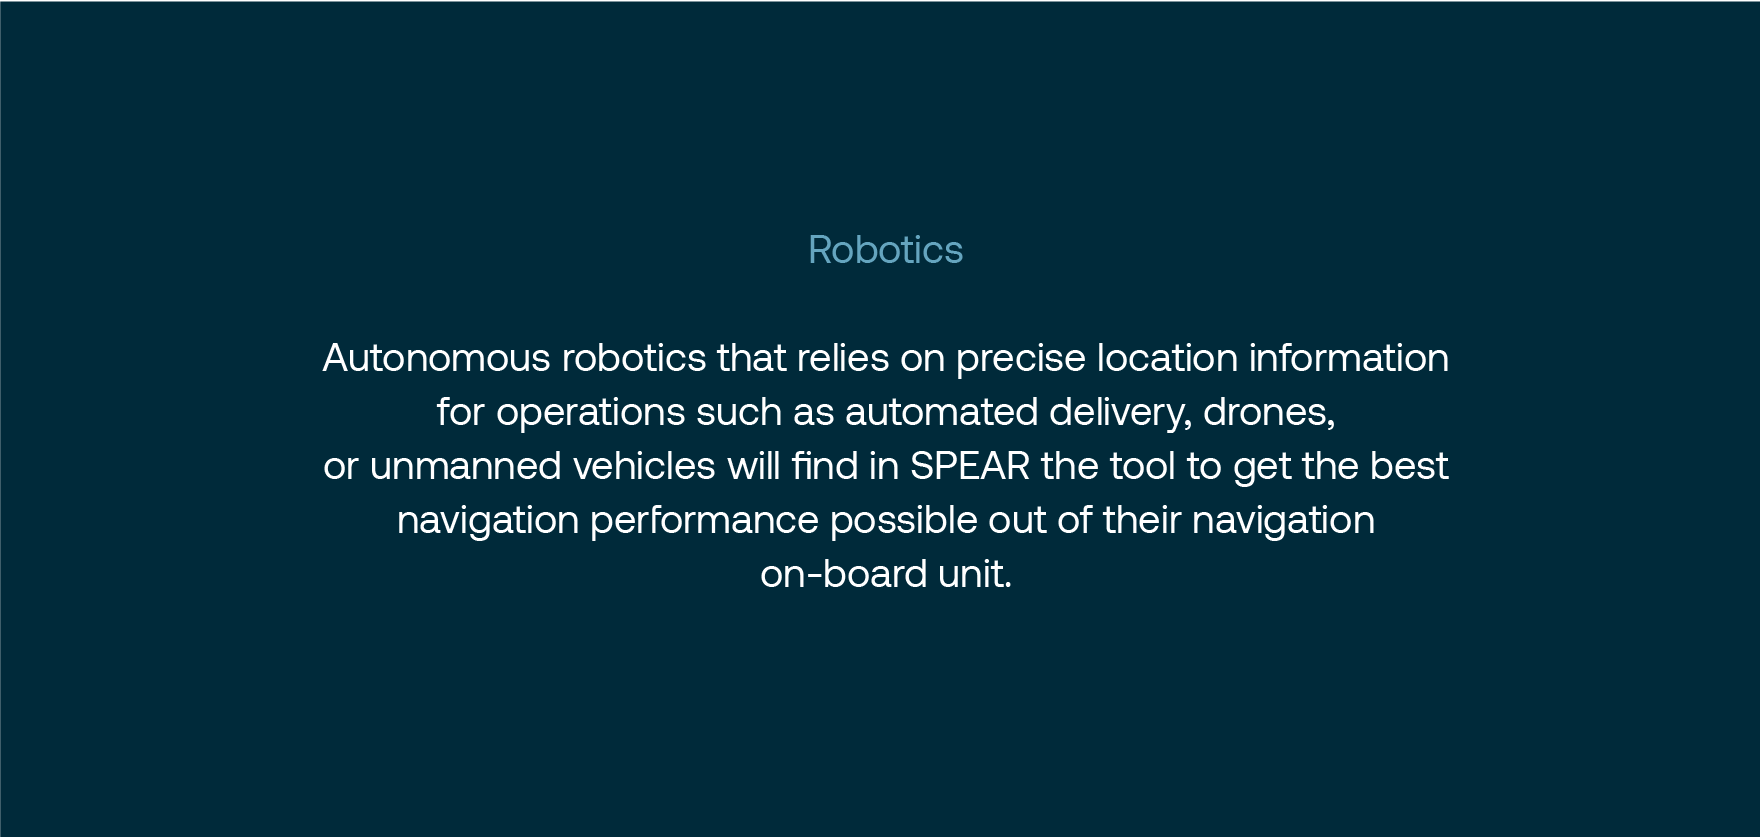 Robotics
Autonomous robotics that relies on precise location information
for operations such as automated delivery, drones,
or unmanned vehicles will find in SPEAR the tool to get the best
navigation performance possible out of their navigation
on-board unit.